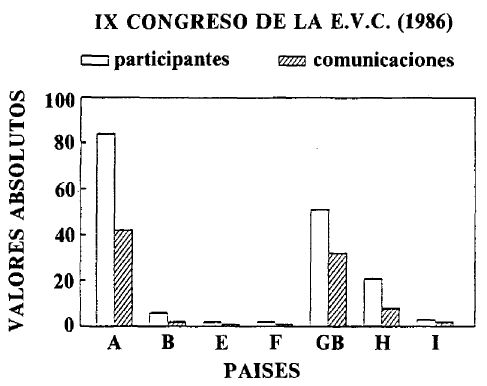 IX CONGRESO DE LA E.V.C. (1986)
participantes comunicaciones
VALORES ABSOLUTOS
100
80
60
40
20
0
A B E F GB H I
PAISES